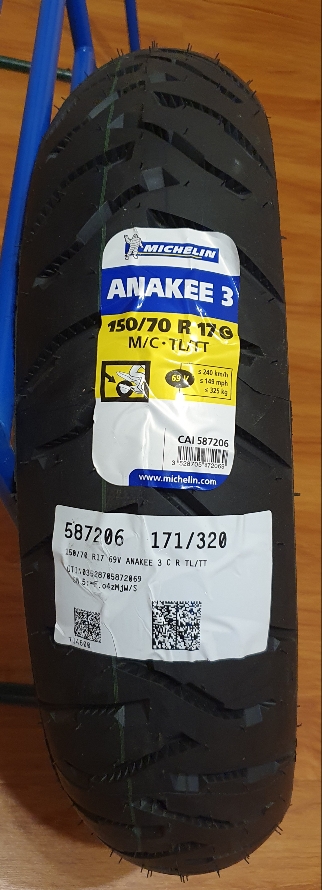 MICHELIN
ANAKEE 3
150/70 R 17 C
M/C · TL/TT
69 V
≤ 240 km/h
≤ 149 mph
≤ 325 kg
CAI 587206
www.michelin.com
587206 171/320
150/70 R17 69V ANAKEE 3 C R TL/TT
03528705872069